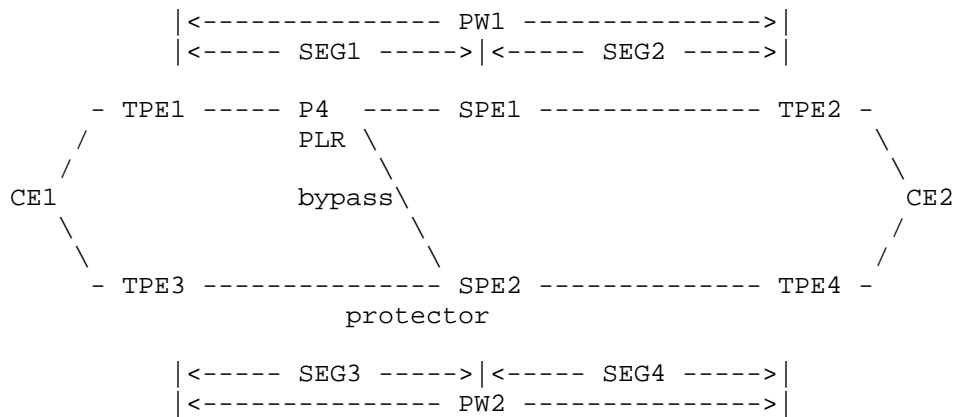 |<--------------- PW1 --------------->|
|<----- SEG1 ----->|<----- SEG2 ----->|
- TPE1 ----- P4 ----- SPE1 -------------- TPE2 -
PLR
CE1 bypass CE2
- TPE3 --------------- SPE2 -------------- TPE4 -
protector
|<----- SEG3 ----->|<----- SEG4 ----->|
|<--------------- PW2 --------------->|